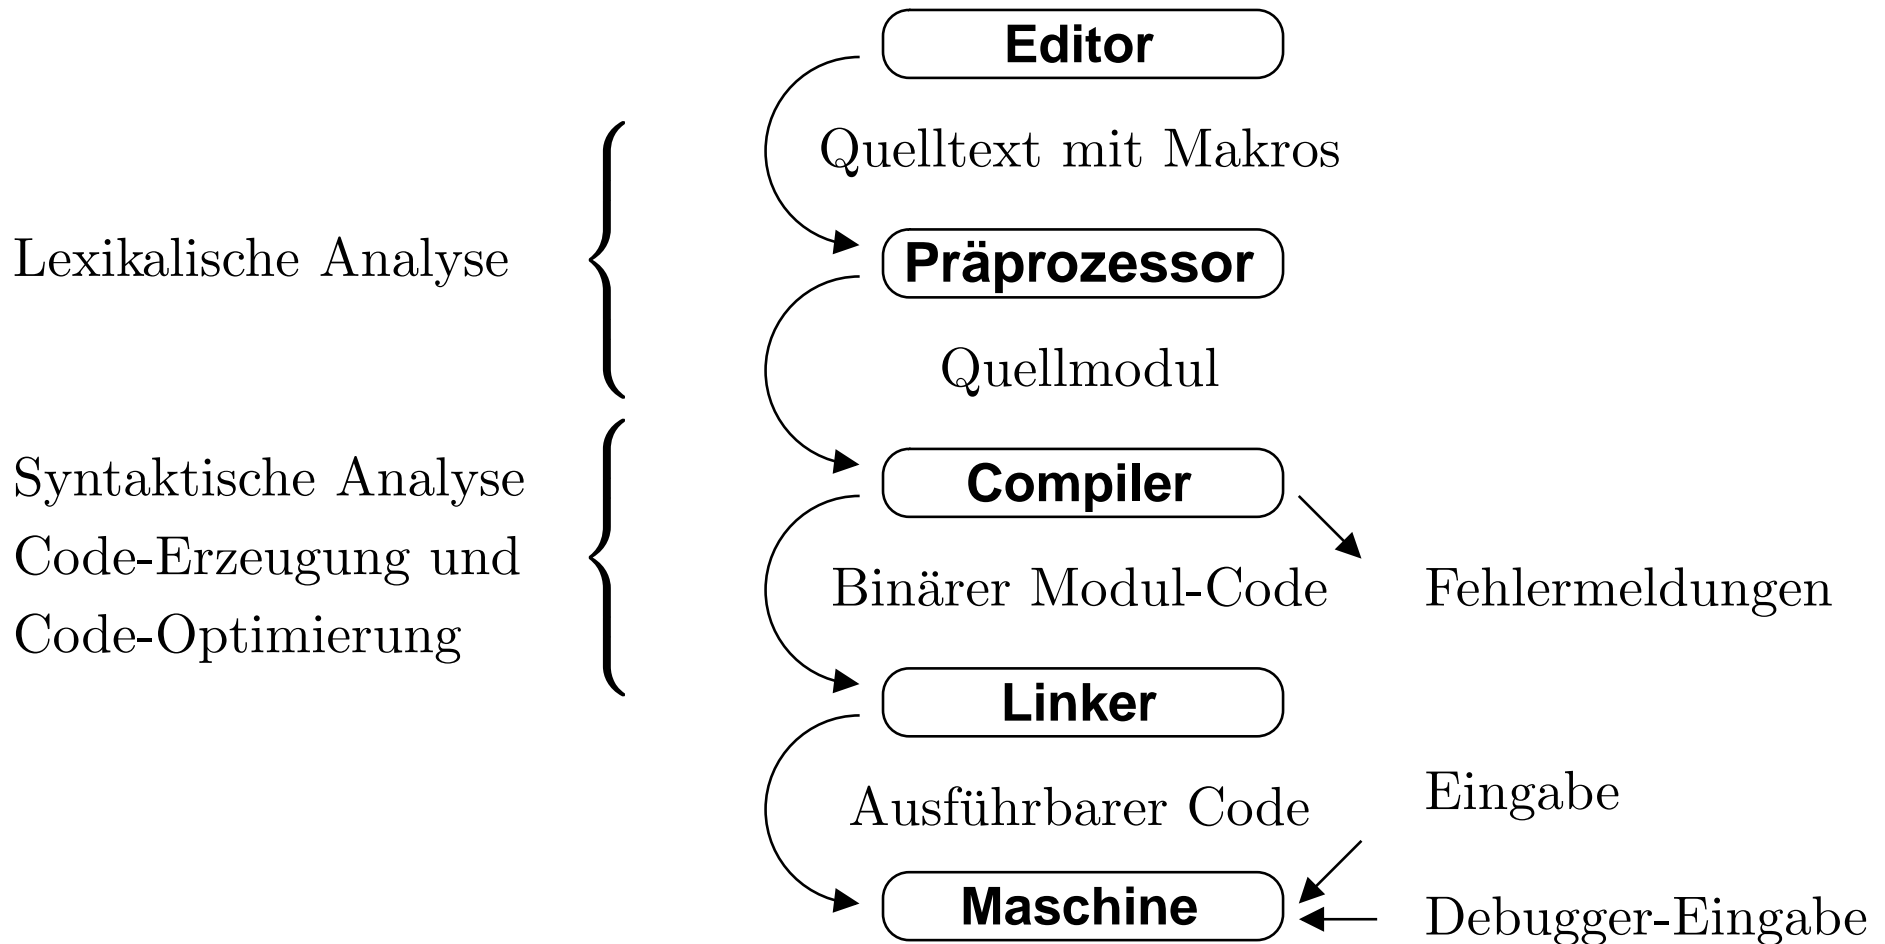 Editor
Quelltext mit Makros
Lexikalische Analyse
Präprozessor
Quellmodul
Syntaktische Analyse
Code-Erzeugung und
Code-Optimierung
Compiler
Binärer Modul-Code
Fehlermeldungen
Linker
Ausführbarer Code
Eingabe
Maschine
Debugger-Eingabe